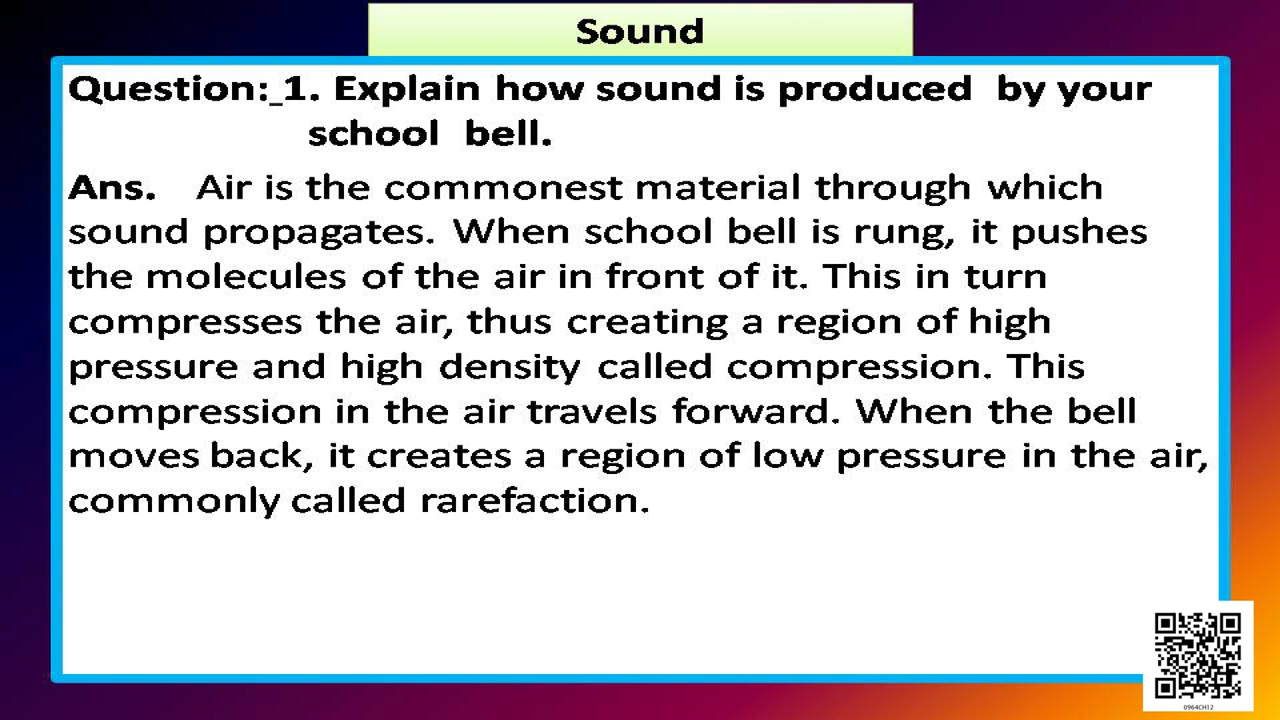 Sound
Question:_1. Explain how sound is produced by your
school bell.
Ans. Air is the commonest material through which
sound propagates. When school bell is rung, it pushes
the molecules of the air in front of it. This in turn
compresses the air, thus creating a region of high
pressure and high density called compression. This
compression in the air travels forward. When the bell
moves back, it creates a region of low pressure in the air,
commonly called rarefaction.
0964CH12